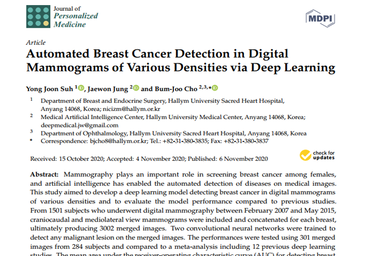 Journal of
Personalized
Medicine
MDPI
Article
Automated Breast Cancer Detection in Digital
Mammograms of Various Densities via Deep Learning
Yong Joon Suh 1, Jaewon Jung 2 and Bum-Joo Cho 2,3,*
1 Department of Breast and Endocrine Surgery, Hallym University Sacred Heart Hospital,
Anyang 14068, Korea; nicizm@hallym.or.kr
2 Medical Artificial Intelligence Center, Hallym University Medical Center, Anyang 14068, Korea;
deepmedical.jw@gmail.com
3 Department of Ophthalmology, Hallym University Sacred Heart Hospital, Anyang 14068, Korea
* Correspondence: bjcho8@hallym.or.kr; Tel.: +82-31-380-3835; Fax: +82-31-380-3837
Received: 15 October 2020; Accepted: 4 November 2020; Published: 6 November 2020
check for
updates
Abstract: Mammography plays an important role in screening breast cancer among females,
and artificial intelligence has enabled the automated detection of diseases on medical images.
This study aimed to develop a deep learning model detecting breast cancer in digital mammograms
of various densities and to evaluate the model performance compared to previous studies.
From 1501 subjects who underwent digital mammography between February 2007 and May 2015,
craniocaudal and mediolateral view mammograms were included and concatenated for each breast,
ultimately producing 3002 merged images. Two convolutional neural networks were trained to
detect any malignant lesion on the merged images. The performances were tested using 301 merged
images from 284 subjects and compared to a meta-analysis including 12 previous deep learning
studies. The mean area under the receiver-operating characteristic curve (AUC) for detecting breast